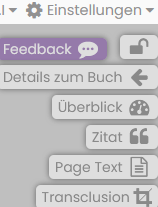 Einstellungen
Feedback
Details zum Buch
Überblick
Zitat
Page Text
Transclusion